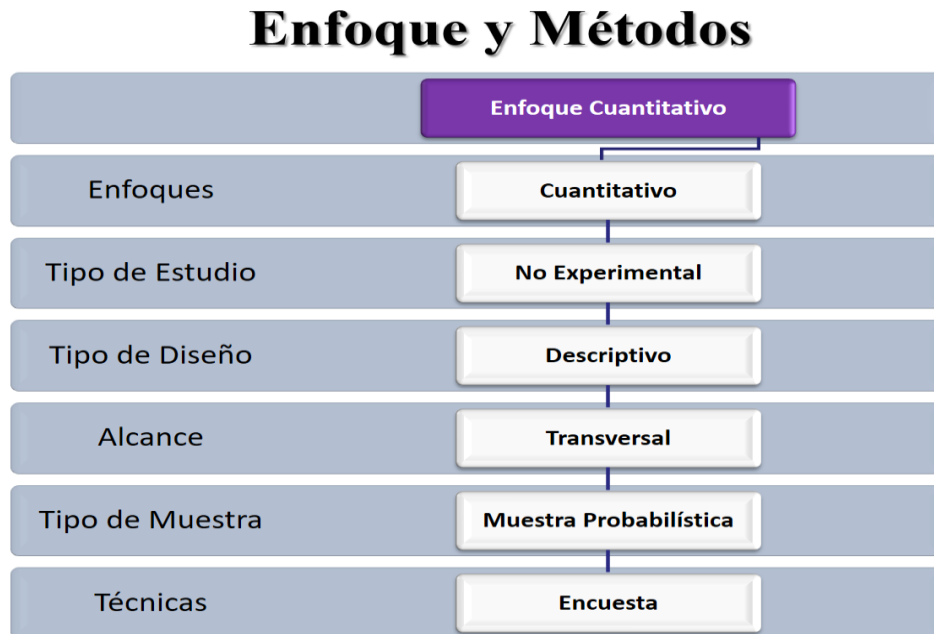 Enfoque y Métodos
Enfoque Cuantitativo
Enfoques
Cuantitativo
Tipo de Estudio
No Experimental
Tipo de Diseño
Descriptivo
Alcance
Transversal
Tipo de Muestra
Muestra Probabilística
Técnicas
Encuesta